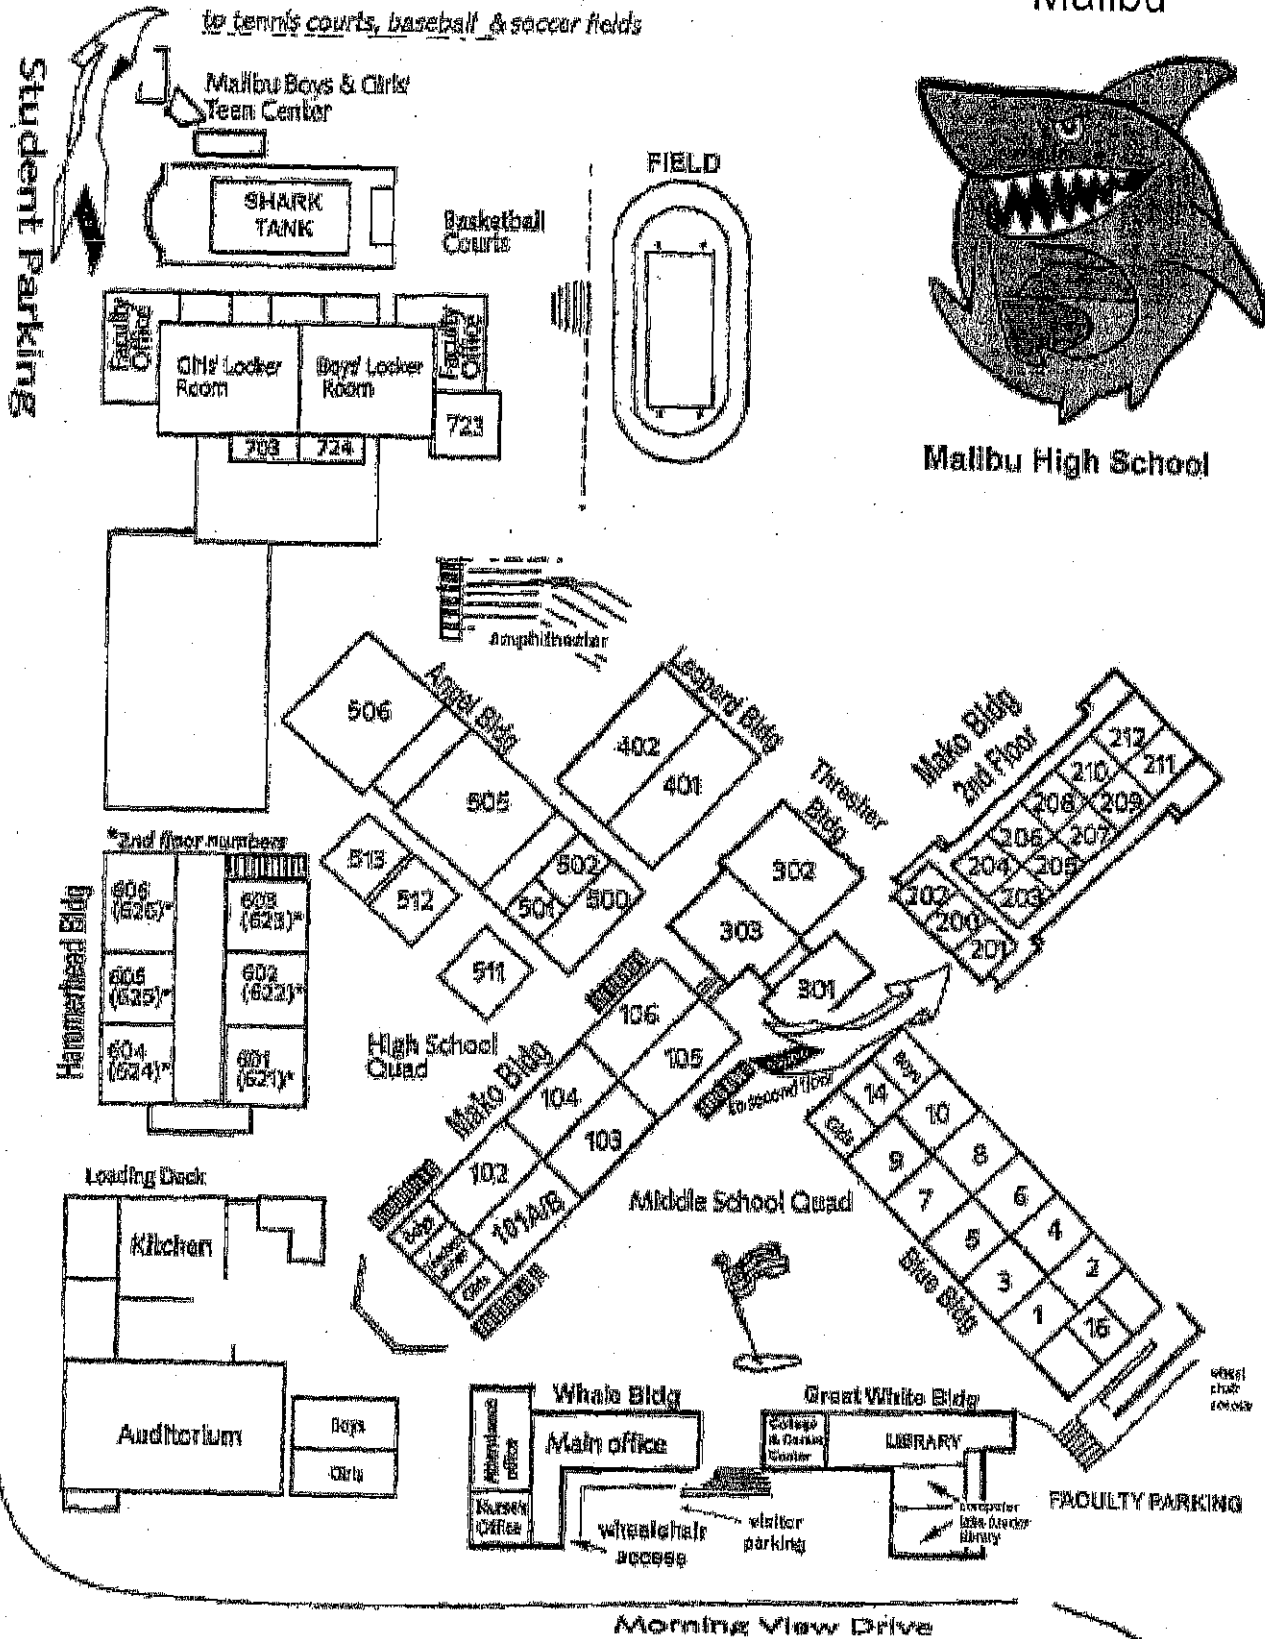 Malibu
to tennis courts, baseball & soccer fields
Student Parking
Malibu Boys & Girls'
Teen Center
SHARK
TANK
Basketball
Courts
FIELD
Faculty
Office
Girls' Locker
Room
Boys' Locker
Room
Faculty
Office
723
703
724
Malibu High School
Amphitheater
Angel Bldg
506
505
502
501
500
513
512
511
Leopard Bldg
402
401
Thresher
Bldg
302
303
301
Mako Bldg
2nd Floor
212
211
210
209
208
207
206
205
204
203
202
200
201
*2nd floor numbers
Hammerhead Bldg
606
(626)*
603
(623)*
605
(625)*
602
(622)*
604
(624)*
601
(621)*
High School
Quad
Mako Bldg
106
105
104
103
102
101A/B
Boys
Girls
to second floor
Boys
14
Girls
10
9
8
7
6
5
4
3
2
1
15
Blue Bldg
Middle School Quad
Loading Dock
Kitchen
Auditorium
Boys
Girls
Whale Bldg
Attendance
office
Main office
Nurse's
Office
wheelchair
access
visitor
parking
Great White Bldg
College
& Career
Center
LIBRARY
computer
labs
library
wheel
chair
FACULTY PARKING
Morning View Drive